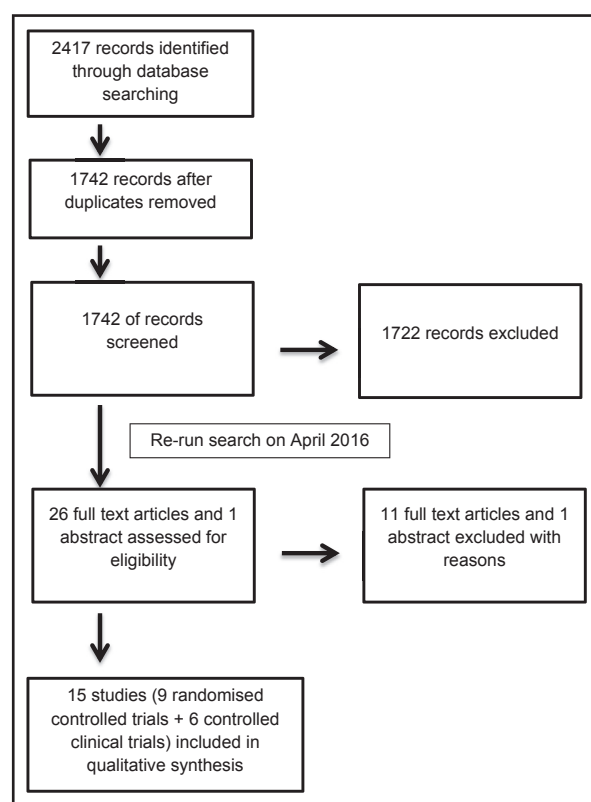 2417 records identified
through database
searching
1742 records after
duplicates removed
1742 of records
screened
1722 records excluded
Re-run search on April 2016
26 full text articles and 1
abstract assessed for
eligibility
11 full text articles and 1
abstract excluded with
reasons
15 studies (9 randomised
controlled trials + 6 controlled
clinical trials) included in
qualitative synthesis